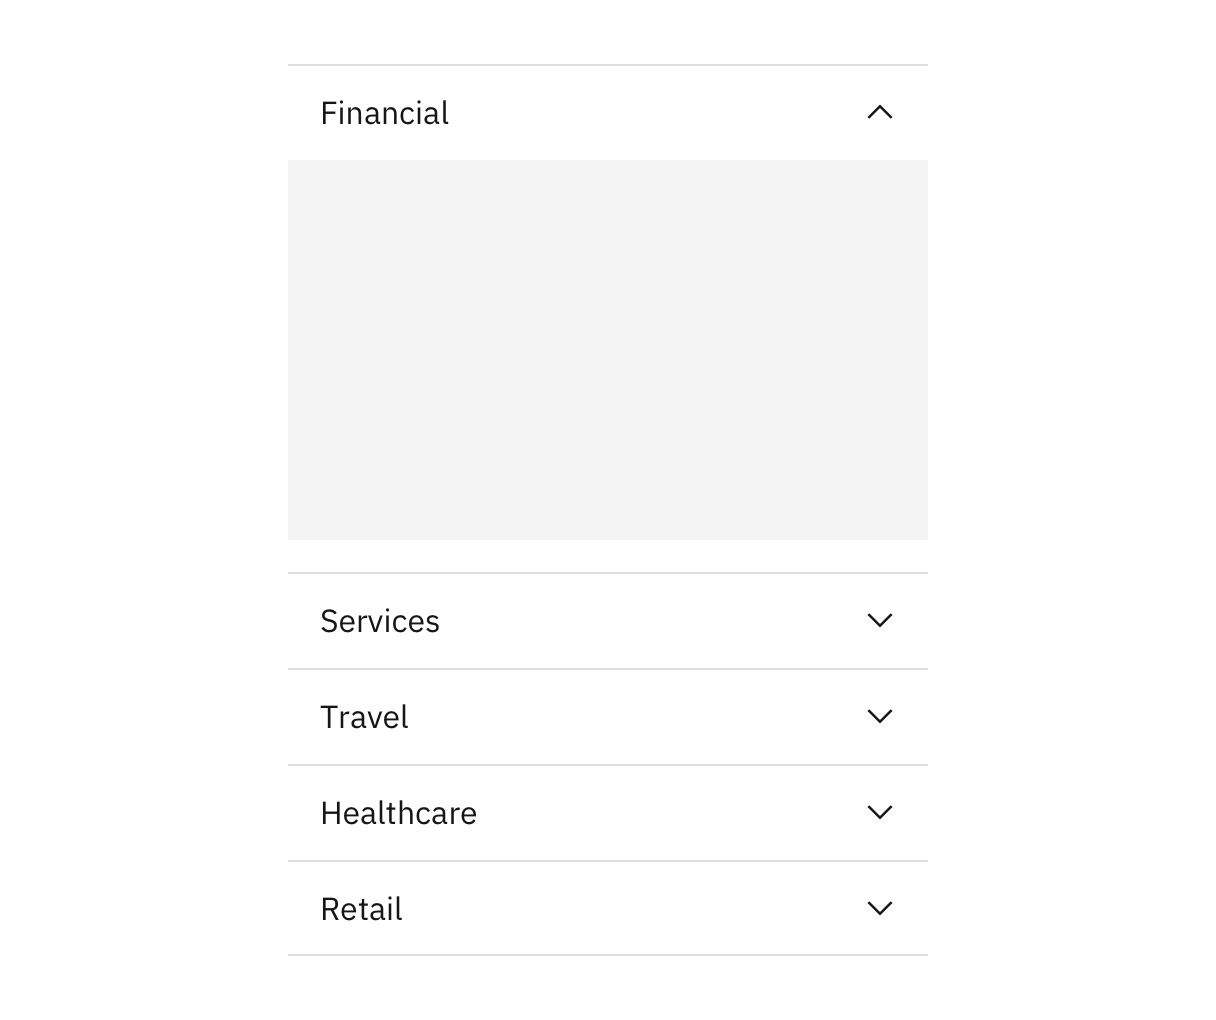 Financial
Services
Travel
Healthcare
Retail